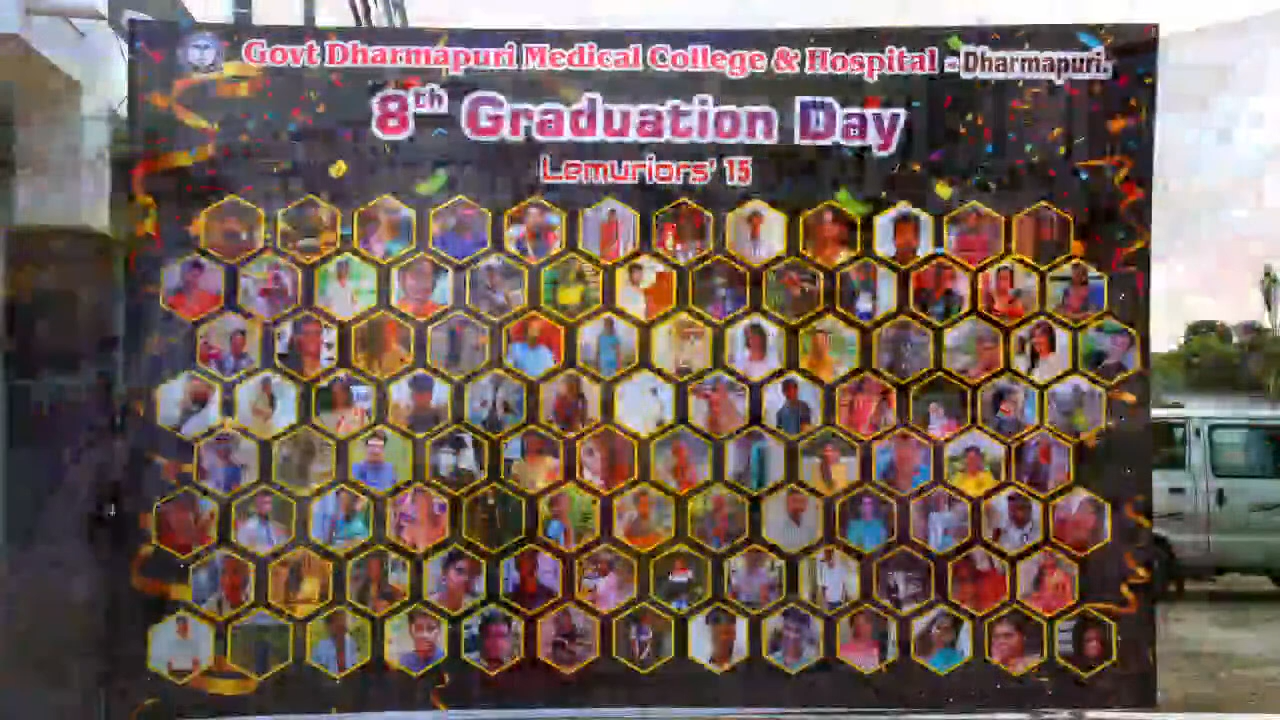 Govt Dharmapuri Medical College & Hospital - Dharmapuri.
8th Graduation Day
Lemuriors' 15